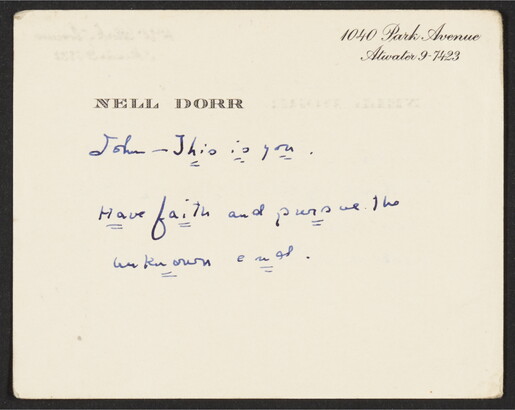 1040 Park Avenue
Atwater 9-7423
NELL DORR
John — This is you.
Have faith and pursue the
unknown end.